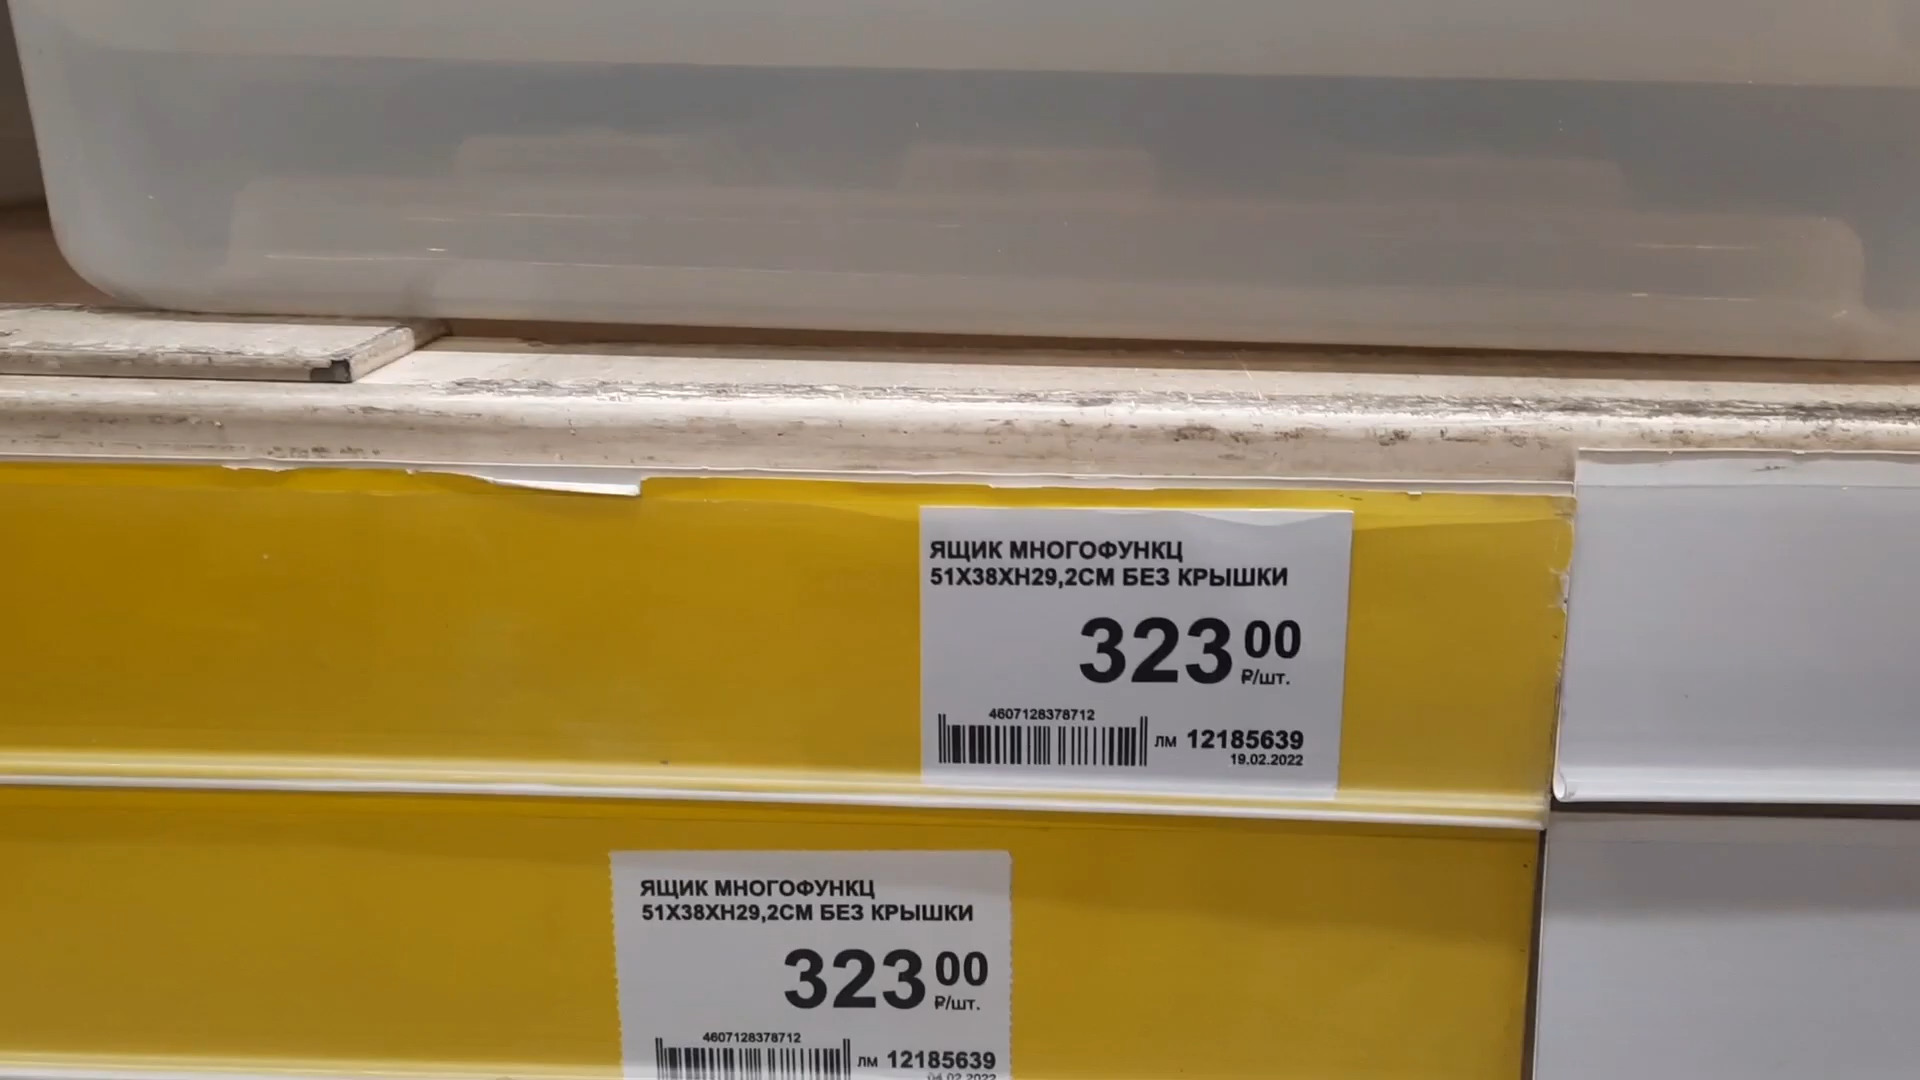 ЯЩИК МНОГОФУНКЦ
51Х38ХН29,2СМ БЕЗ КРЫШКИ
323 00
₽/шт.
4607128378712
ЛМ 12185639
19.02.2022
ЯЩИК МНОГОФУНКЦ
51Х38ХН29,2СМ БЕЗ КРЫШКИ
323 00
₽/шт.
4607128378712
ЛМ 12185639